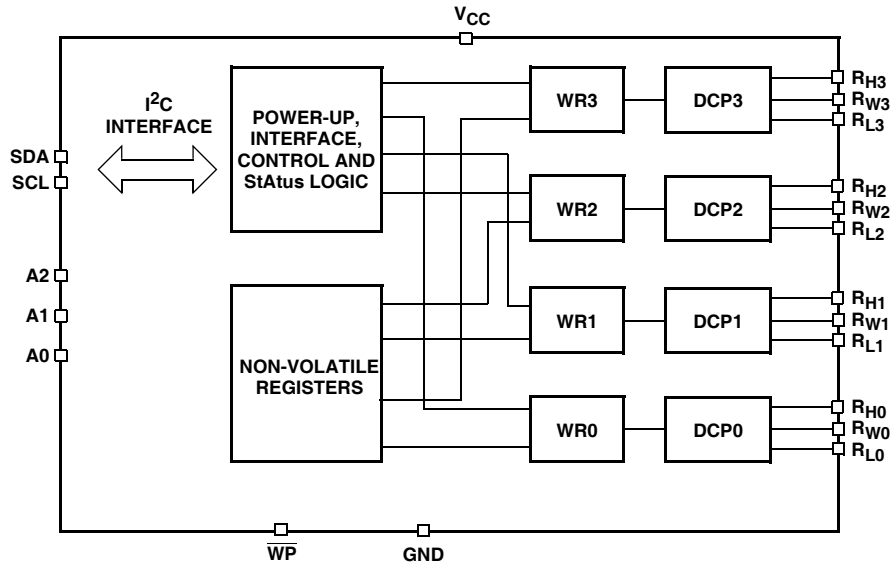 VCC
I2C
INTERFACE
SDA
SCL
A2
A1
A0
POWER-UP,
INTERFACE,
CONTROL AND
StAtus LOGIC
NON-VOLATILE
REGISTERS
WR3
DCP3
RH3
RW3
RL3
WR2
DCP2
RH2
RW2
RL2
WR1
DCP1
RH1
RW1
RL1
WR0
DCP0
RH0
RW0
RL0
WP
GND